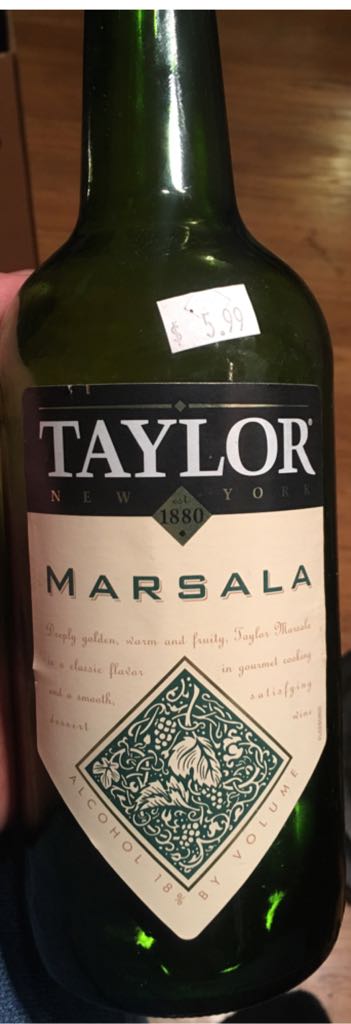 $ 5.99
TAYLOR®
NEW YORK
est.
1880
MARSALA
Deeply golden, warm and fruity, Taylor Marsala
is a classic flavor in gourmet cooking
and a smooth, satisfying
dessert wine
ALCOHOL 18% BY VOLUME